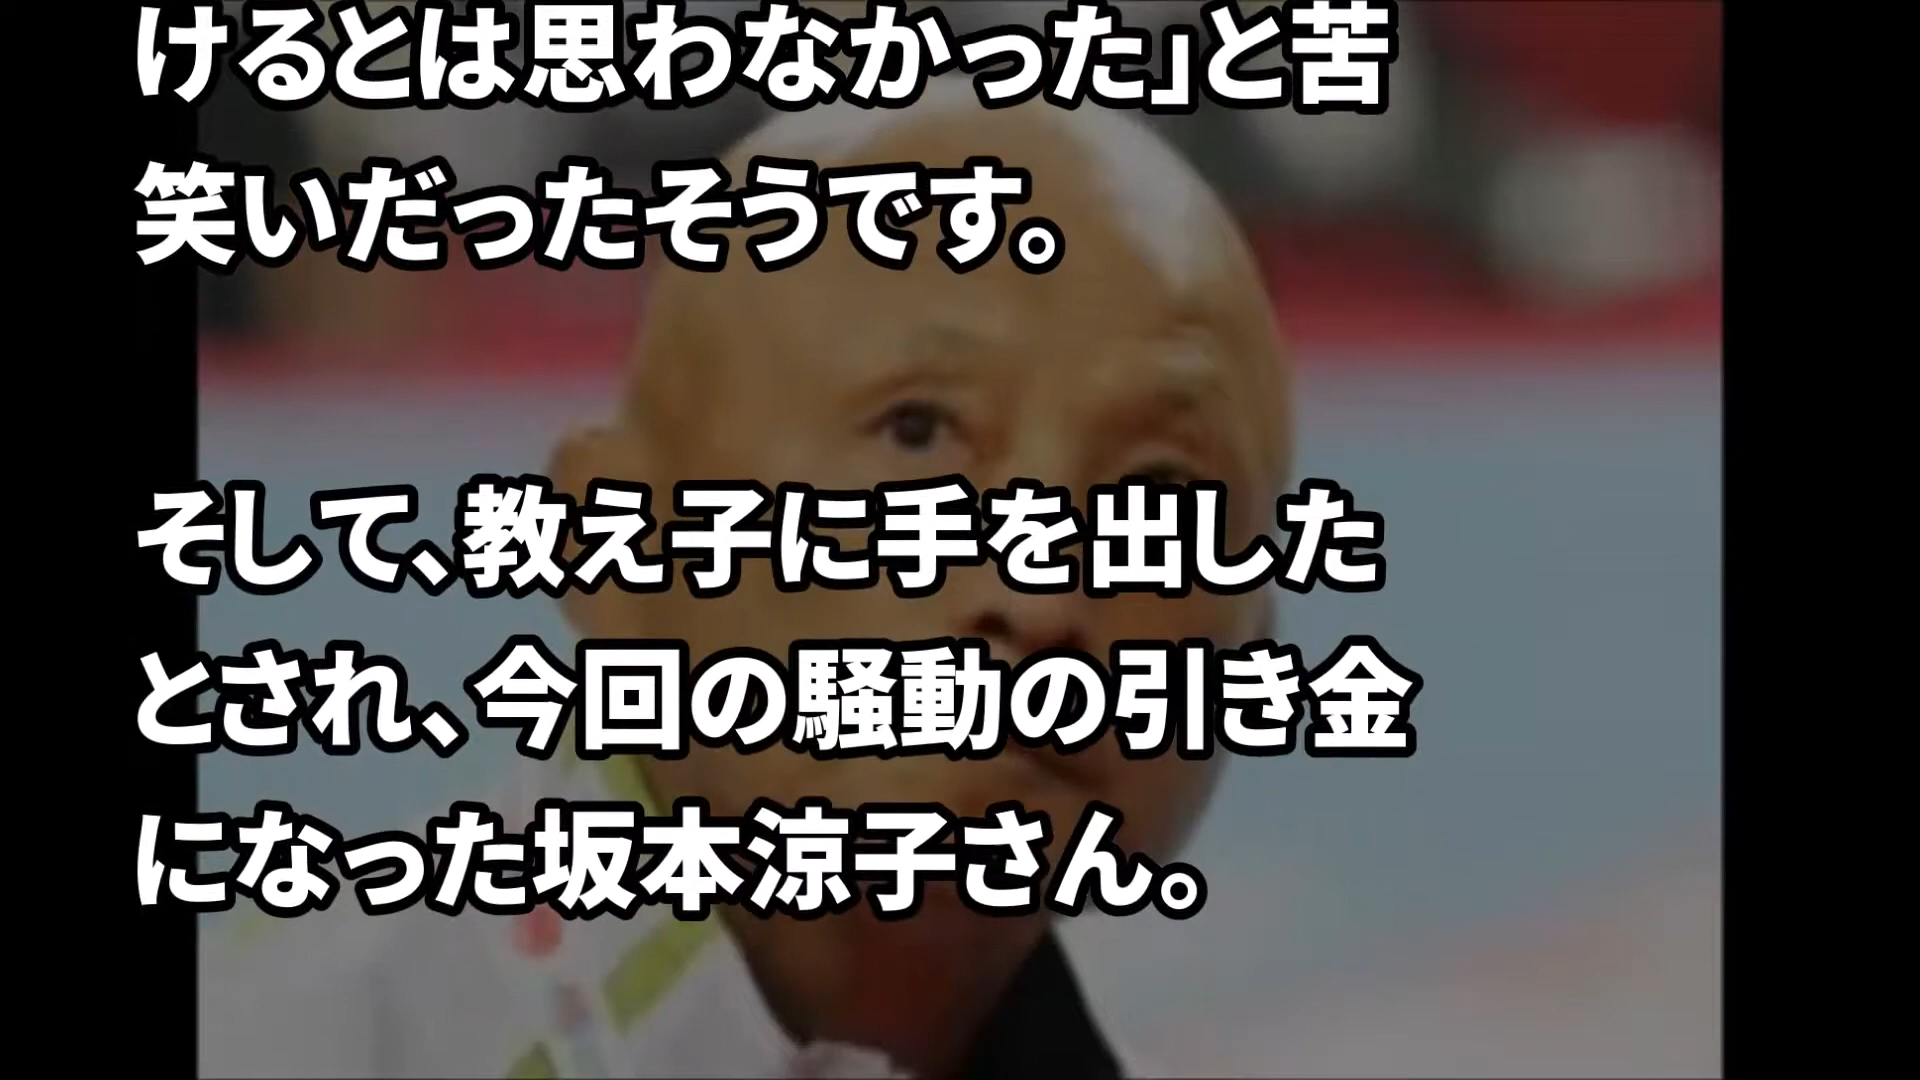 けるとは思わなかった」と苦
笑いだったそうです。
そして、教え子に手を出した
とされ、今回の騒動の引き金
になった坂本涼子さん。